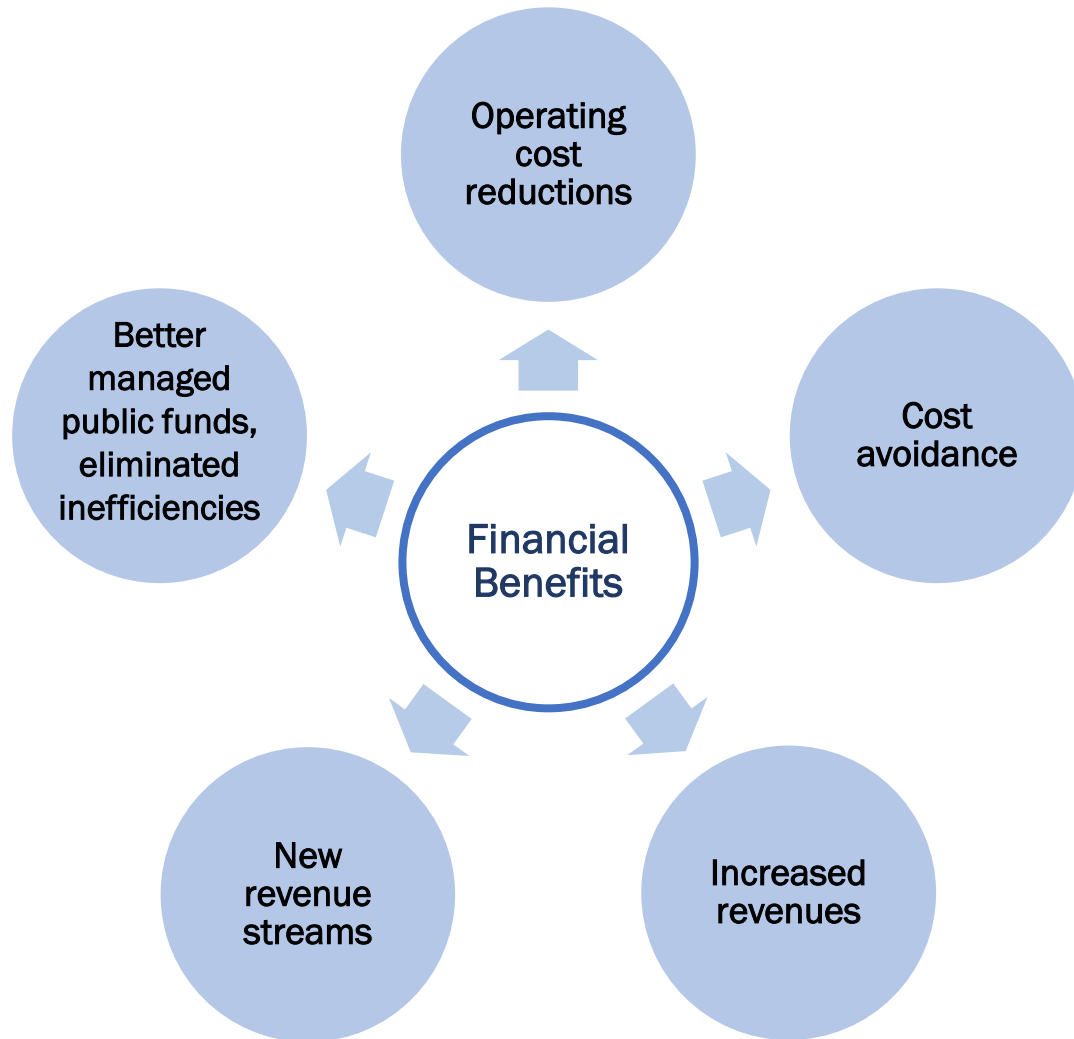 Operating
cost
reductions
Better
managed
public funds,
eliminated
inefficiencies
Cost
avoidance
Financial
Benefits
New
revenue
streams
Increased
revenues